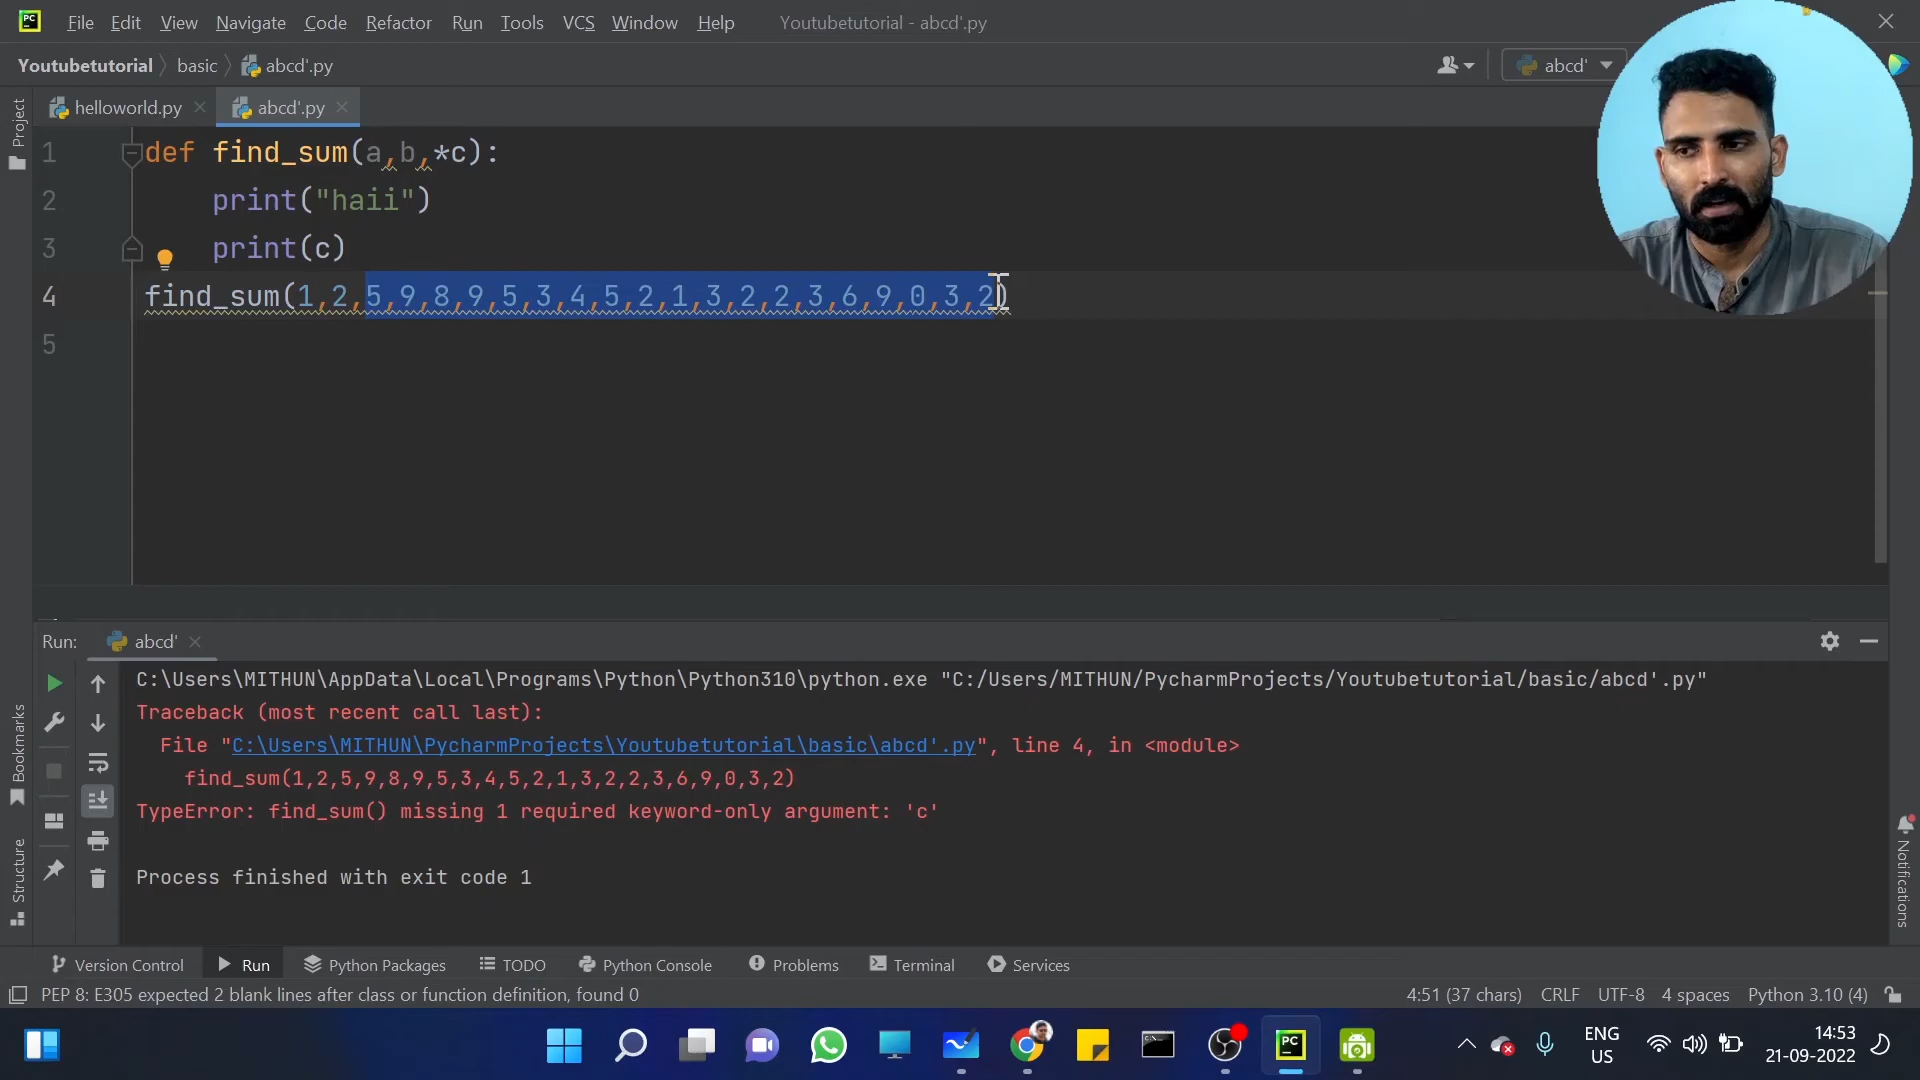 PC File Edit View Navigate Code Refactor Run Tools VCS Window Help Youtubetutorial - abcd'.py
Youtubetutorial basic abcd'.py abcd'
helloworld.py abcd'.py
Project
1 def find_sum(a,b,*c):
2 print("haii")
3 print(c)
4 find_sum(1,2,5,9,8,9,5,3,4,5,2,1,3,2,2,3,6,9,0,3,2)
5
Run: abcd'
C:\Users\MITHUN\AppData\Local\Programs\Python\Python310\python.exe "C:/Users/MITHUN/PycharmProjects/Youtubetutorial/basic/abcd'.py"
Traceback (most recent call last):
File "C:\Users\MITHUN\PycharmProjects\Youtubetutorial\basic\abcd'.py", line 4, in <module>
find_sum(1,2,5,9,8,9,5,3,4,5,2,1,3,2,2,3,6,9,0,3,2)
TypeError: find_sum() missing 1 required keyword-only argument: 'c'
Process finished with exit code 1
Bookmarks
Structure
Notifications
Version Control Run Python Packages TODO Python Console Problems Terminal Services
PEP 8: E305 expected 2 blank lines after class or function definition, found 0 4:51 (37 chars) CRLF UTF-8 4 spaces Python 3.10 (4)
PC ENG 14:53
US 21-09-2022